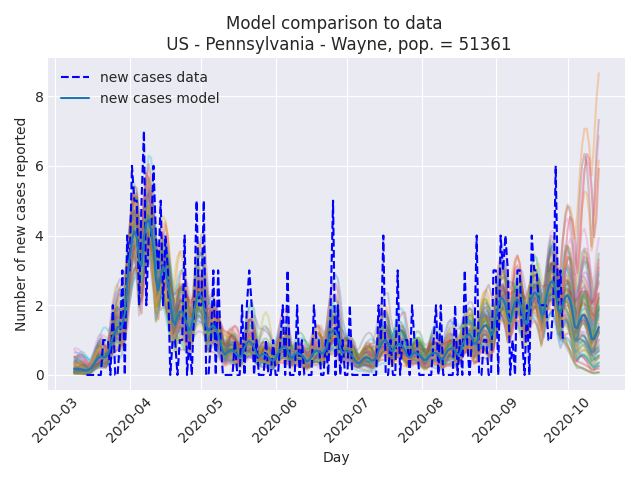 Model comparison to data
US - Pennsylvania - Wayne, pop. = 51361
new cases data
new cases model
Number of new cases reported
8
6
4
2
0
2020-03
2020-04
2020-05
2020-06
2020-07
2020-08
2020-09
2020-10
Day